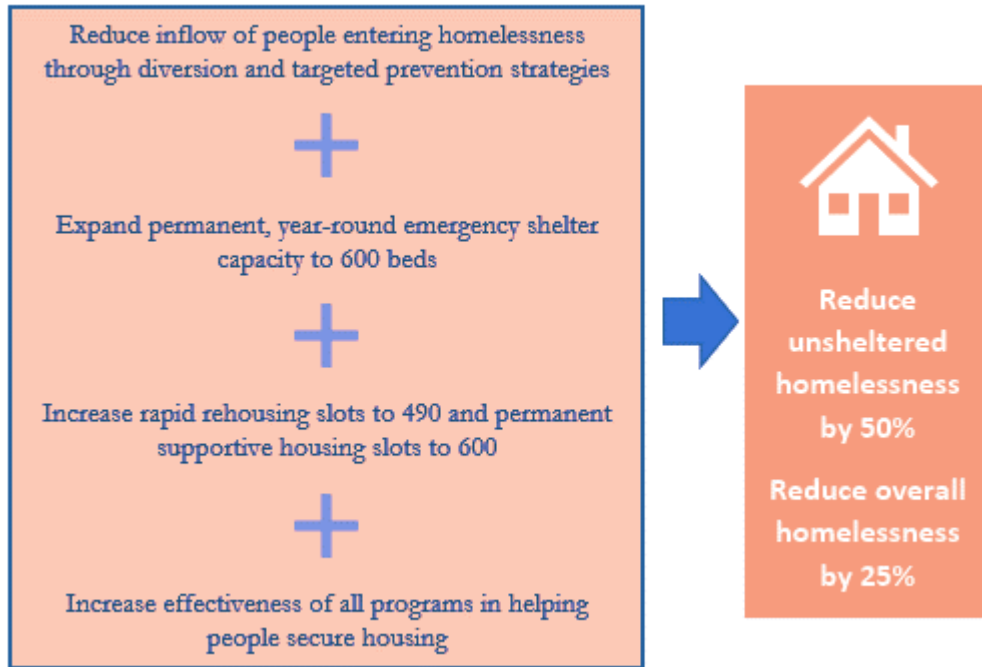 Reduce inflow of people entering homelessness
through diversion and targeted prevention strategies
+
Expand permanent, year-round emergency shelter
capacity to 600 beds
+
Increase rapid rehousing slots to 490 and permanent
supportive housing slots to 600
+
Increase effectiveness of all programs in helping
people secure housing
Reduce
unsheltered
homelessness
by 50%
Reduce overall
homelessness
by 25%